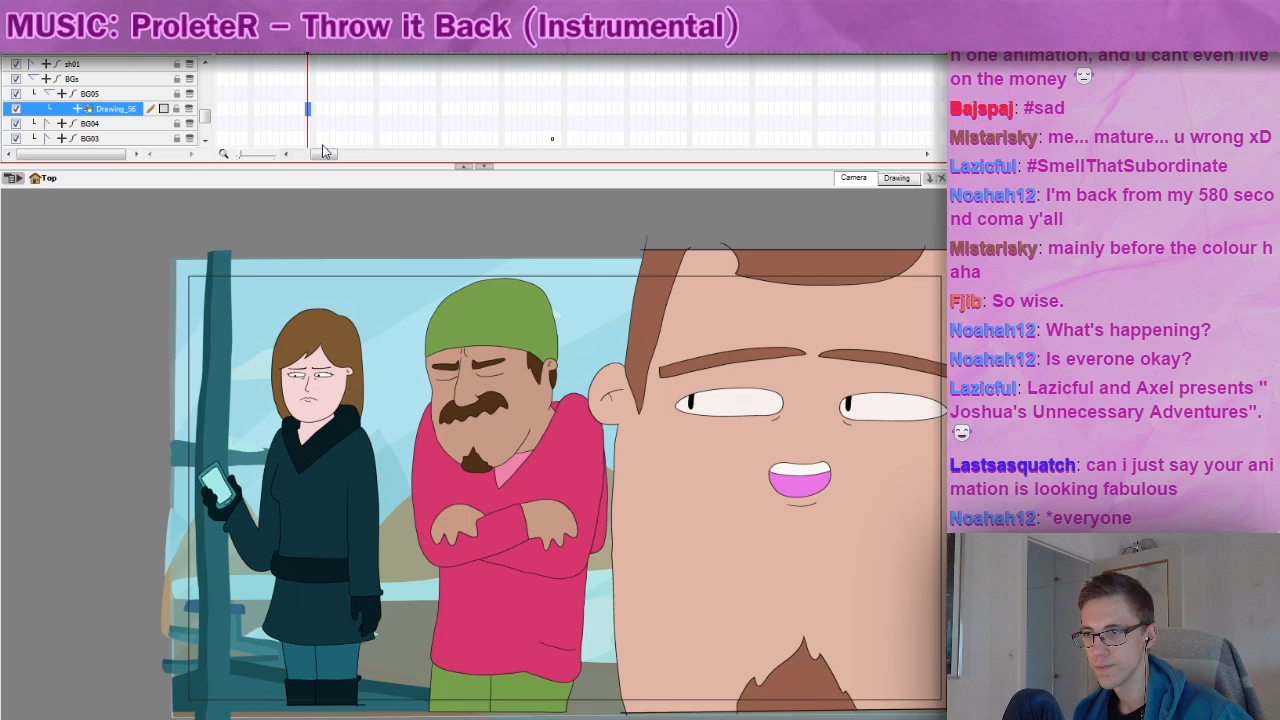 MUSIC: ProleteR – Throw it Back (Instrumental)
sh01
BGs
BG05
Drawing_56
BG04
BG03
Top
Camera
Drawing
n one animation, and u cant even live
on the money
Bajspaj: #sad
Mistarisky: me... mature... u wrong xD
Lazicful: #SmellThatSubordinate
Noahah12: I'm back from my 580 seco
nd coma y'all
Mistarisky: mainly before the colour h
aha
Fjib: So wise.
Noahah12: What's happening?
Noahah12: Is everone okay?
Lazicful: Lazicful and Axel presents "
Joshua's Unnecessary Adventures".
Lastsasquatch: can i just say your ani
mation is looking fabulous
Noahah12: *everyone